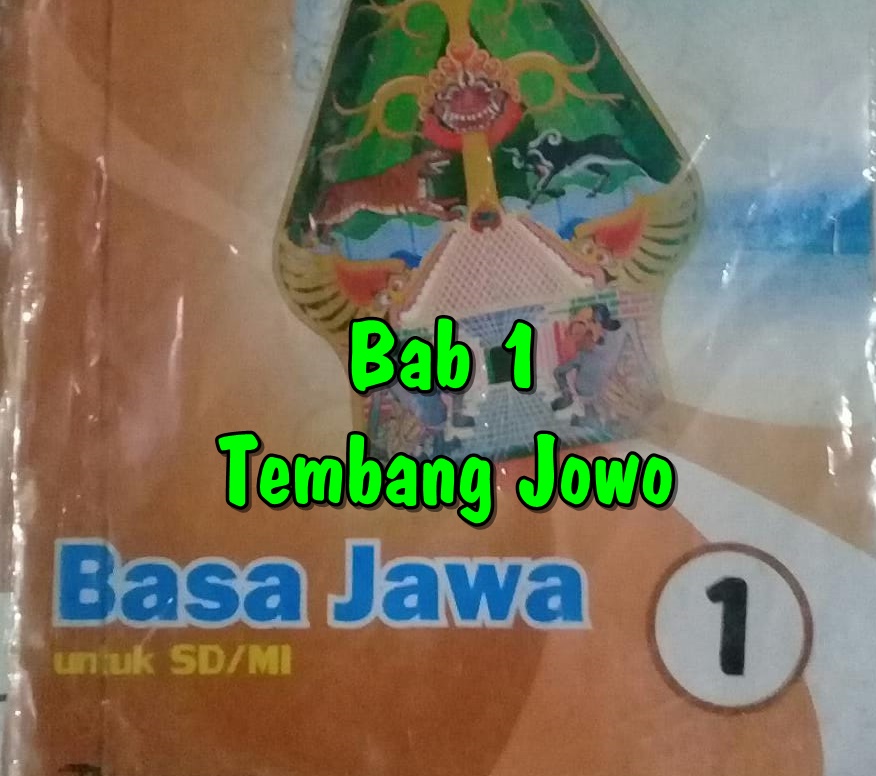 Bab 1
Tembang Jowo
Basa Jawa
untuk SD/MI
1